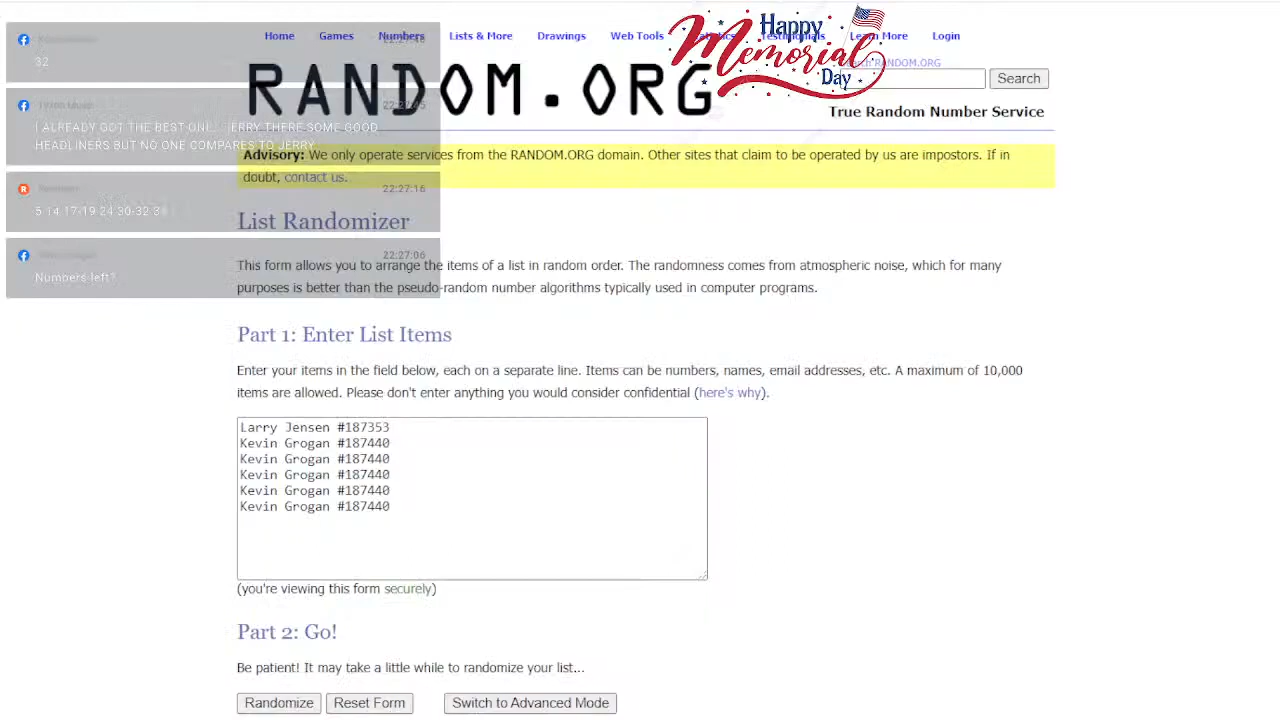 Home Games Numbers Lists & More Drawings Web Tools Statistics Testimonials Learn More Login
Happy
Memorial
Day
22:27:46
32
Search RANDOM.ORG
RANDOM.ORG
Search
True Random Number Service
22:27:45
I ALREADY GOT THE BEST ONE... JERRY THERE SOME GOOD
HEADLINERS BUT NO ONE COMPARES TO JERRY
Advisory: We only operate services from the RANDOM.ORG domain. Other sites that claim to be operated by us are impostors. If in
doubt, contact us.
22:27:16
5 14 17-19 24 30-32
22:27:06
Numbers left?
List Randomizer
This form allows you to arrange the items of a list in random order. The randomness comes from atmospheric noise, which for many
purposes is better than the pseudo-random number algorithms typically used in computer programs.
Part 1: Enter List Items
Enter your items in the field below, each on a separate line. Items can be numbers, names, email addresses, etc. A maximum of 10,000
items are allowed. Please don't enter anything you would consider confidential (here's why).
Larry Jensen #187353
Kevin Grogan #187440
Kevin Grogan #187440
Kevin Grogan #187440
Kevin Grogan #187440
Kevin Grogan #187440
(you're viewing this form securely)
Part 2: Go!
Be patient! It may take a little while to randomize your list...
Randomize Reset Form Switch to Advanced Mode